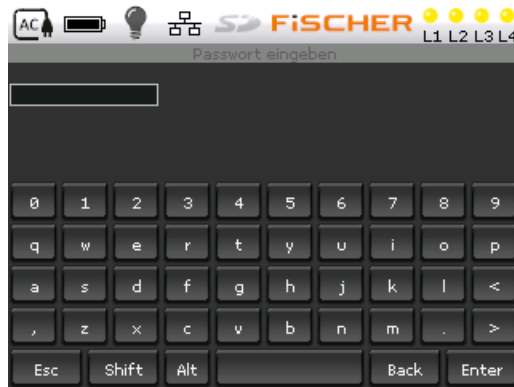 AC SD FiSCHER L1 L2 L3 L4
Passwort eingeben
0 1 2 3 4 5 6 7 8 9
q w e r t y u i o p
a s d f g h j k l <
, z x c v b n m . >
Esc Shift Alt Back Enter